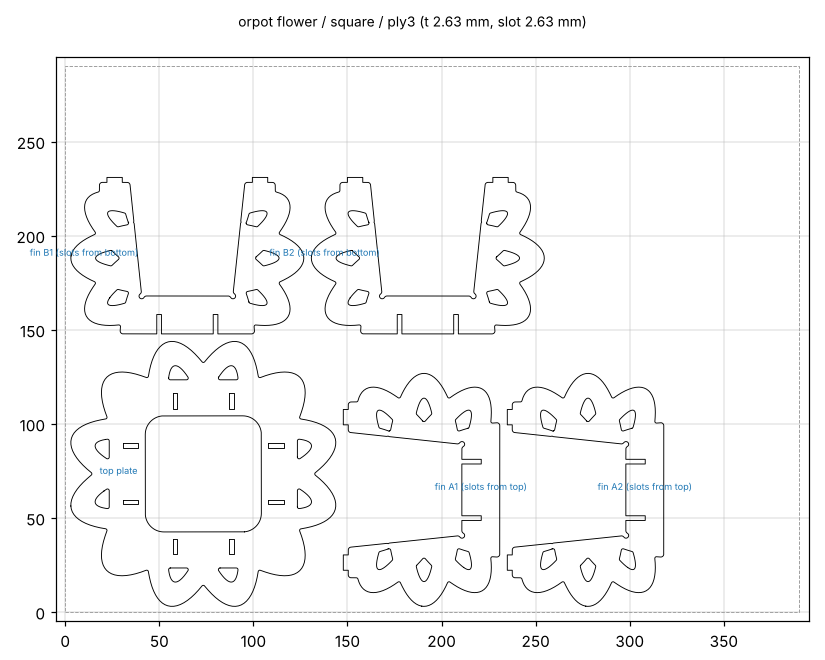 orpot flower / square / ply3 (t 2.63 mm, slot 2.63 mm)
250
200
fin B1 (slots from bottom)
fin B2 (slots from bottom)
150
100
top plate
fin A1 (slots from top)
fin A2 (slots from top)
50
0
0
50
100
150
200
250
300
350